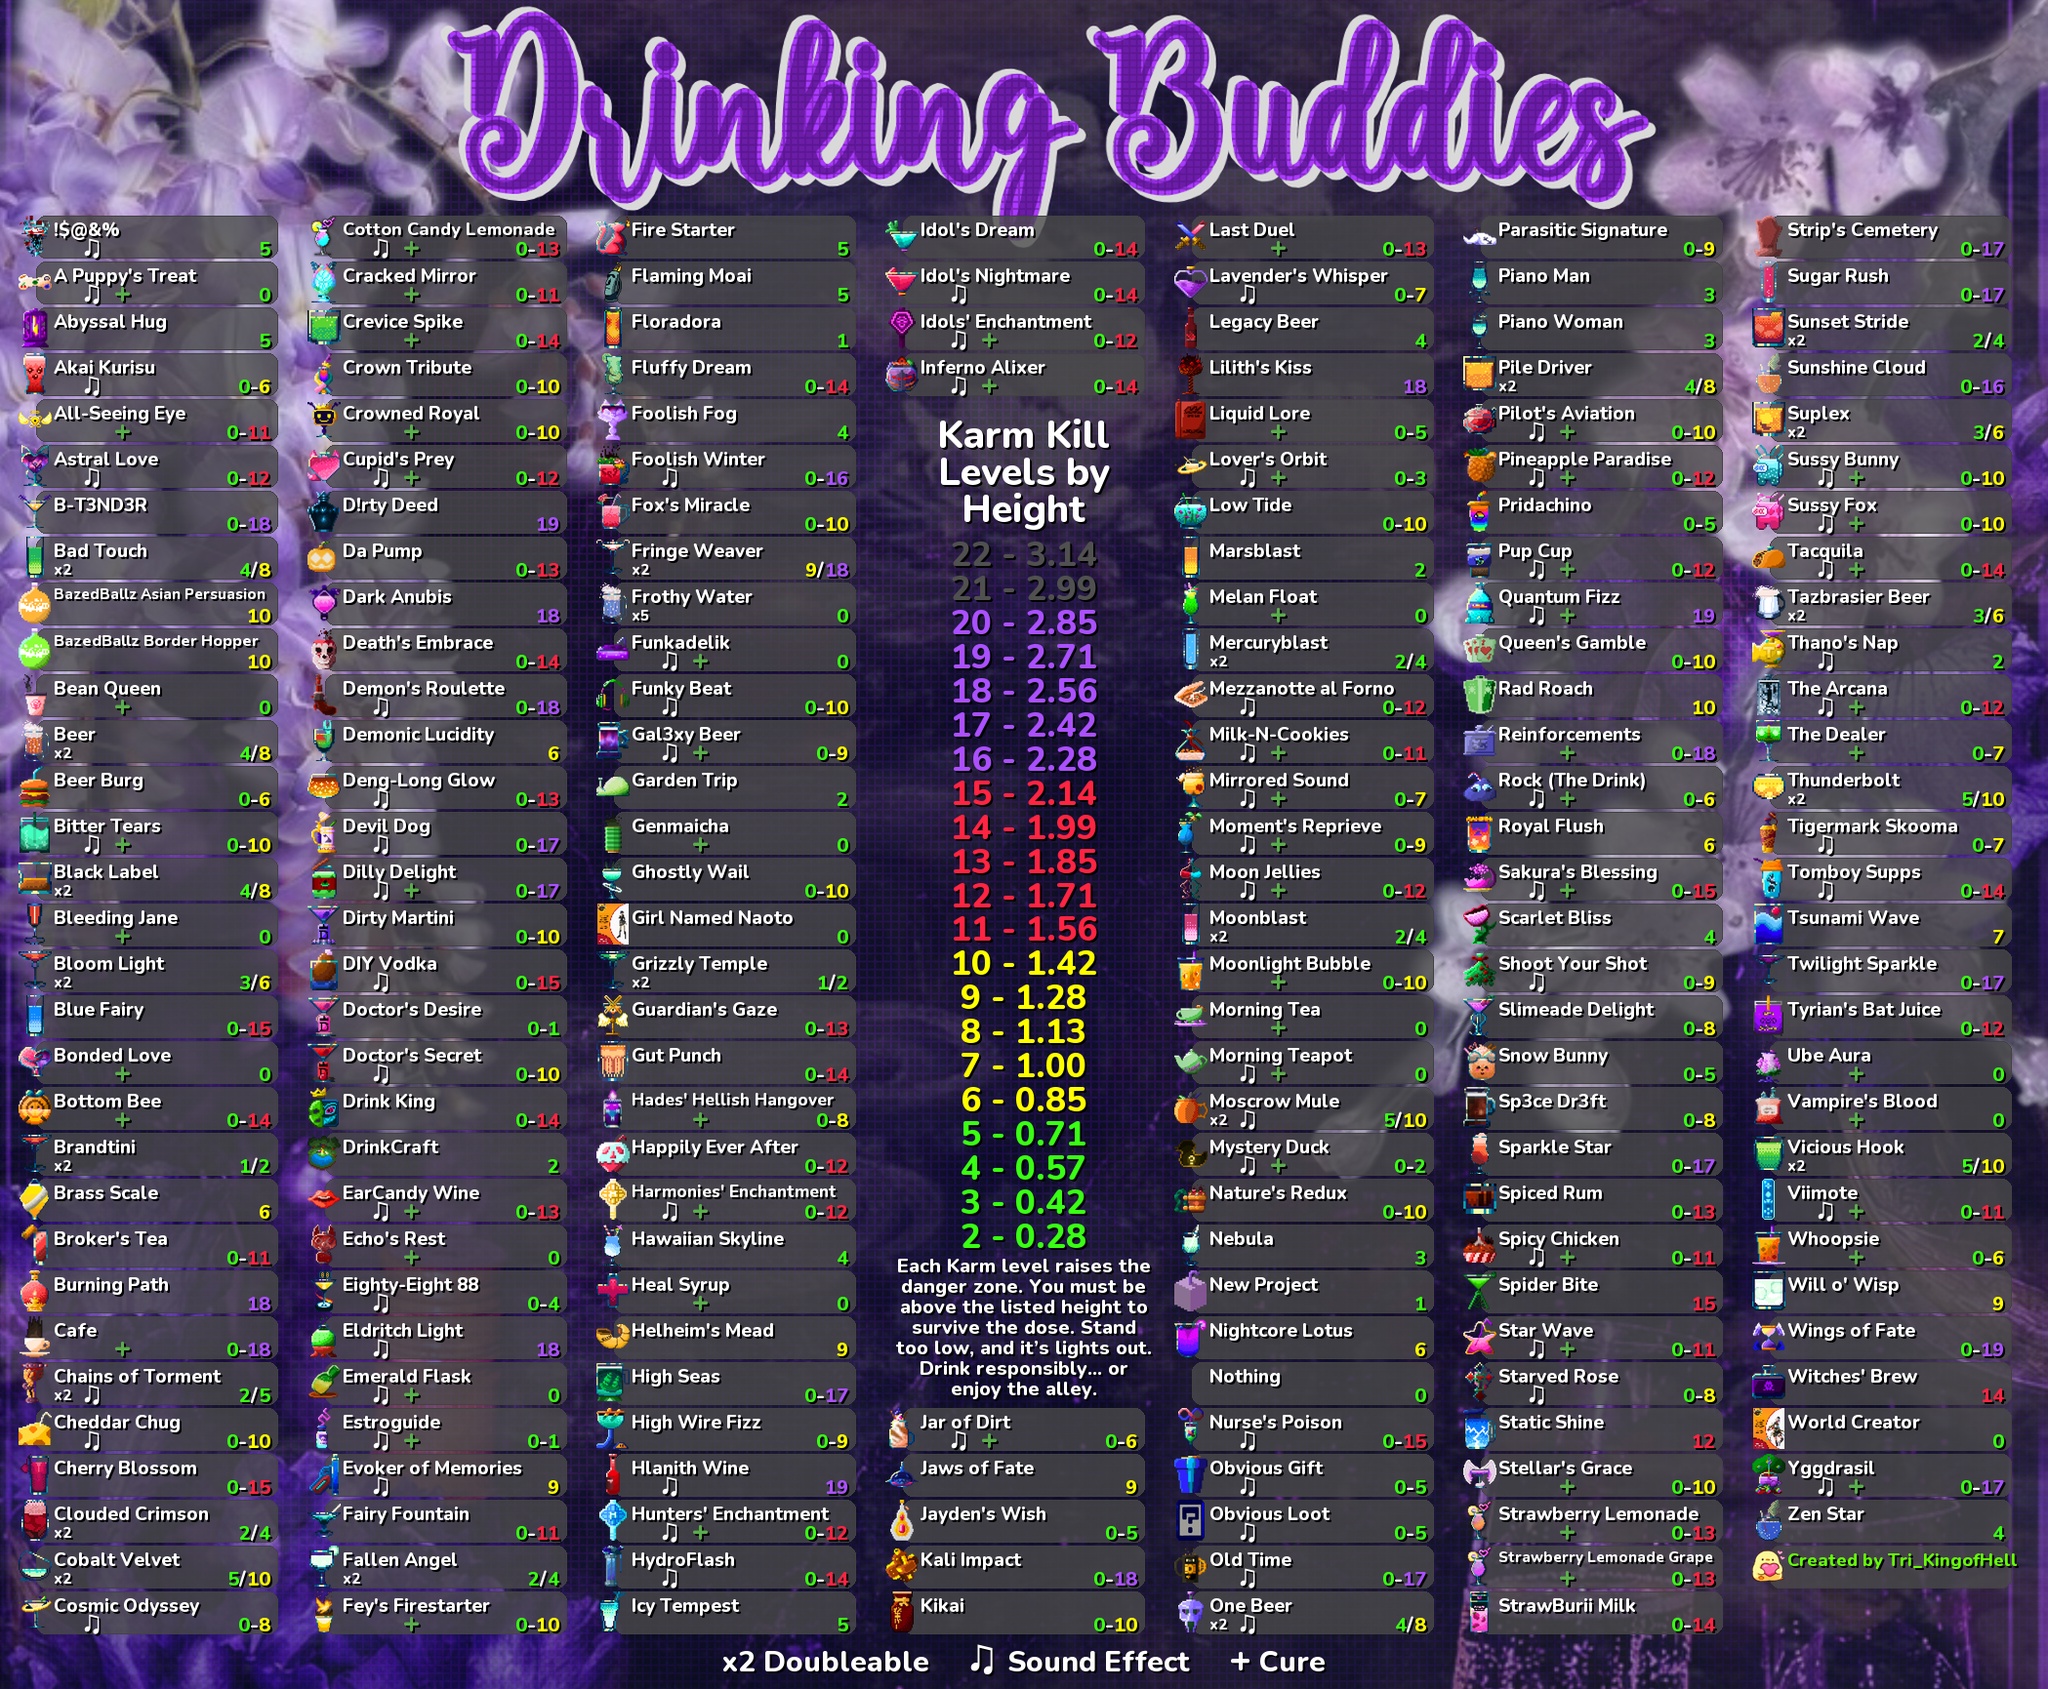 Drinking Buddies
!$@&%
♫ 5
A Puppy's Treat
♫ + 0
Abyssal Hug
5
Akai Kurisu
♫ 0-6
All-Seeing Eye
+ 0-11
Astral Love
♫ 0-12
B-T3ND3R
0-18
Bad Touch
x2 4/8
BazedBallz Asian Persuasion
10
BazedBallz Border Hopper
10
Bean Queen
+ 0
Beer
x2 4/8
Beer Burg
0-6
Bitter Tears
♫ + 0-10
Black Label
x2 4/8
Bleeding Jane
+ 0
Bloom Light
x2 3/6
Blue Fairy
0-15
Bonded Love
+ 0
Bottom Bee
+ 0-14
Brandtini
x2 1/2
Brass Scale
6
Broker's Tea
0-11
Burning Path
18
Cafe
+ 0-18
Chains of Torment
x2 ♫ 2/5
Cheddar Chug
♫ 0-10
Cherry Blossom
0-15
Clouded Crimson
x2 2/4
Cobalt Velvet
x2 5/10
Cosmic Odyssey
♫ 0-8
Cotton Candy Lemonade
♫ + 0-13
Cracked Mirror
+ 0-11
Crevice Spike
+ 0-14
Crown Tribute
+ 0-10
Crowned Royal
+ 0-10
Cupid's Prey
♫ + 0-12
D!rty Deed
19
Da Pump
0-13
Dark Anubis
18
Death's Embrace
0-14
Demon's Roulette
♫ 0-18
Demonic Lucidity
6
Deng-Long Glow
♫ 0-13
Devil Dog
♫ 0-17
Dilly Delight
♫ + 0-17
Dirty Martini
0-10
DIY Vodka
♫ 0-15
Doctor's Desire
0-1
Doctor's Secret
♫ 0-10
Drink King
0-14
DrinkCraft
2
EarCandy Wine
♫ + 0-13
Echo's Rest
+ 0
Eighty-Eight 88
♫ 0-4
Eldritch Light
♫ 18
Emerald Flask
♫ + 0
Estroguide
♫ + 0-1
Evoker of Memories
♫ 9
Fairy Fountain
0-11
Fallen Angel
x2 2/4
Fey's Firestarter
+ 0-10
Fire Starter
5
Flaming Moai
5
Floradora
1
Fluffy Dream
0-14
Foolish Fog
4
Foolish Winter
♫ 0-16
Fox's Miracle
0-10
Fringe Weaver
x2 9/18
Frothy Water
x5 0
Funkadelik
♫ + 0
Funky Beat
♫ 0-10
Gal3xy Beer
♫ + 0-9
Garden Trip
2
Genmaicha
+ 0
Ghostly Wail
0-10
Girl Named Naoto
0
Grizzly Temple
x2 1/2
Guardian's Gaze
0-13
Gut Punch
0-14
Hades' Hellish Hangover
+ 0-8
Happily Ever After
0-12
Harmonies' Enchantment
♫ + 0-12
Hawaiian Skyline
4
Heal Syrup
+ 0
Helheim's Mead
9
High Seas
0-17
High Wire Fizz
0-9
Hlanith Wine
19
Hunters' Enchantment
♫ + 0-12
HydroFlash
♫ 0-14
Icy Tempest
5
Idol's Dream
0-14
Idol's Nightmare
♫ 0-14
Idols' Enchantment
♫ + 0-12
Inferno Alixer
♫ + 0-14
Karm Kill
Levels by
Height
22 - 3.14
21 - 2.99
20 - 2.85
19 - 2.71
18 - 2.56
17 - 2.42
16 - 2.28
15 - 2.14
14 - 1.99
13 - 1.85
12 - 1.71
11 - 1.56
10 - 1.42
9 - 1.28
8 - 1.13
7 - 1.00
6 - 0.85
5 - 0.71
4 - 0.57
3 - 0.42
2 - 0.28
Each Karm level raises the
danger zone. You must be
above the listed height to
survive the dose. Stand
too low, and it's lights out.
Drink responsibly... or
enjoy the alley.
Jar of Dirt
♫ + 0-6
Jaws of Fate
9
Jayden's Wish
0-5
Kali Impact
0-18
Kikai
0-10
Last Duel
+ 0-13
Lavender's Whisper
♫ 0-7
Legacy Beer
4
Lilith's Kiss
18
Liquid Lore
+ 0-5
Lover's Orbit
♫ + 0-3
Low Tide
0-10
Marsblast
2
Melan Float
+ 0
Mercuryblast
x2 2/4
Mezzanotte al Forno
♫ 0-12
Milk-N-Cookies
♫ + 0-11
Mirrored Sound
♫ + 0-7
Moment's Reprieve
♫ + 0-9
Moon Jellies
♫ + 0-12
Moonblast
x2 2/4
Moonlight Bubble
+ 0-10
Morning Tea
+ 0
Morning Teapot
♫ + 0
Moscrow Mule
x2 ♫ 5/10
Mystery Duck
♫ + 0-2
Nature's Redux
0-10
Nebula
3
New Project
1
Nightcore Lotus
6
Nothing
0
Nurse's Poison
♫ 0-15
Obvious Gift
♫ 0-5
Obvious Loot
♫ 0-5
Old Time
♫ 0-17
One Beer
x2 ♫ 4/8
Parasitic Signature
0-9
Piano Man
3
Piano Woman
3
Pile Driver
x2 4/8
Pilot's Aviation
♫ + 0-10
Pineapple Paradise
♫ + 0-12
Pridachino
0-5
Pup Cup
♫ + 0-12
Quantum Fizz
♫ + 19
Queen's Gamble
0-10
Rad Roach
10
Reinforcements
+ 0-18
Rock (The Drink)
♫ + 0-6
Royal Flush
6
Sakura's Blessing
♫ + 0-15
Scarlet Bliss
4
Shoot Your Shot
♫ 0-9
Slimeade Delight
0-8
Snow Bunny
0-5
Sp3ce Dr3ft
0-8
Sparkle Star
0-17
Spiced Rum
0-13
Spicy Chicken
♫ + 0-11
Spider Bite
15
Star Wave
♫ + 0-11
Starved Rose
♫ 0-8
Static Shine
12
Stellar's Grace
+ 0-10
Strawberry Lemonade
+ 0-13
Strawberry Lemonade Grape
+ 0-13
StrawBurii Milk
0-14
Strip's Cemetery
0-17
Sugar Rush
0-17
Sunset Stride
x2 2/4
Sunshine Cloud
0-16
Suplex
x2 3/6
Sussy Bunny
♫ + 0-10
Sussy Fox
♫ + 0-10
Tacquila
♫ + 0-14
Tazbrasier Beer
x2 3/6
Thano's Nap
♫ 2
The Arcana
♫ + 0-12
The Dealer
+ 0-7
Thunderbolt
x2 5/10
Tigermark Skooma
♫ 0-7
Tomboy Supps
♫ 0-14
Tsunami Wave
7
Twilight Sparkle
0-17
Tyrian's Bat Juice
0-12
Ube Aura
+ 0
Vampire's Blood
+ 0
Vicious Hook
x2 5/10
Viimote
♫ + 0-11
Whoopsie
+ 0-6
Will o' Wisp
9
Wings of Fate
0-19
Witches' Brew
14
World Creator
0
Yggdrasil
♫ + 0-17
Zen Star
4
Created by Tri_KingofHell
x2 Doubleable ♫ Sound Effect + Cure